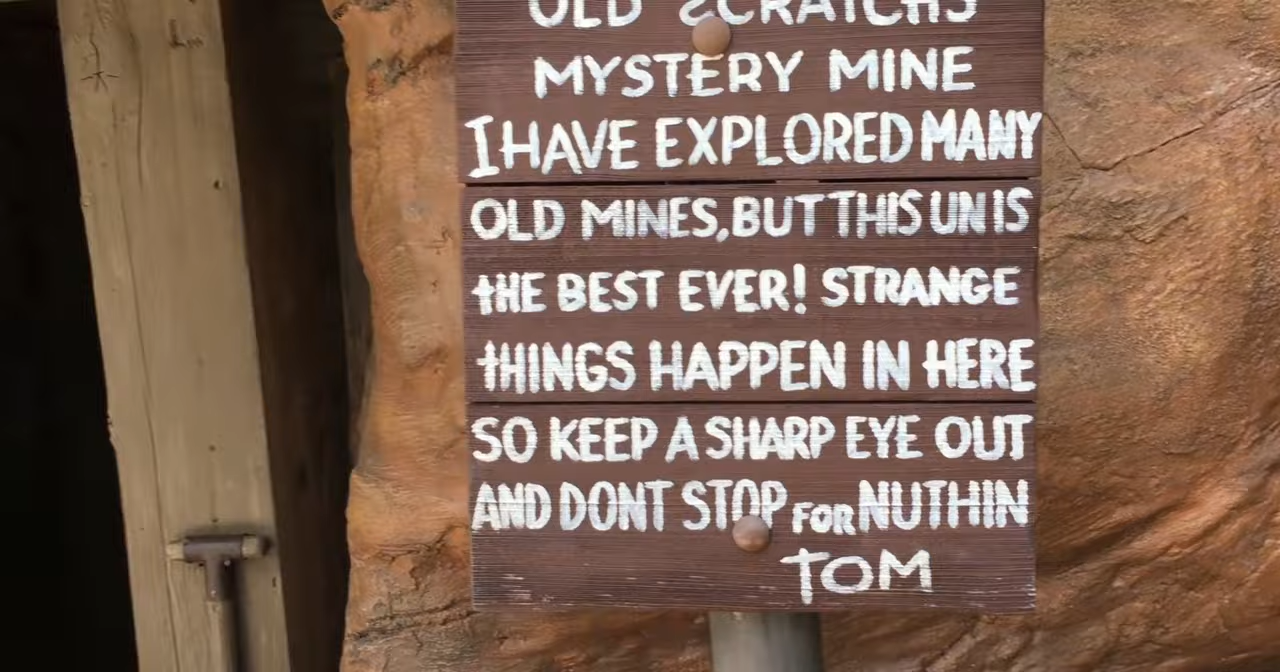 OLD SCRATCHS
MYSTERY MINE
I HAVE EXPLORED MANY
OLD MINES, BUT THIS UN IS
tHE BEST EVER! STRANGE
tHINGS HAPPEN IN HERE
SO KEEP A SHARP EYE OUT
AND DONT STOP FOR NUTHIN
TOM